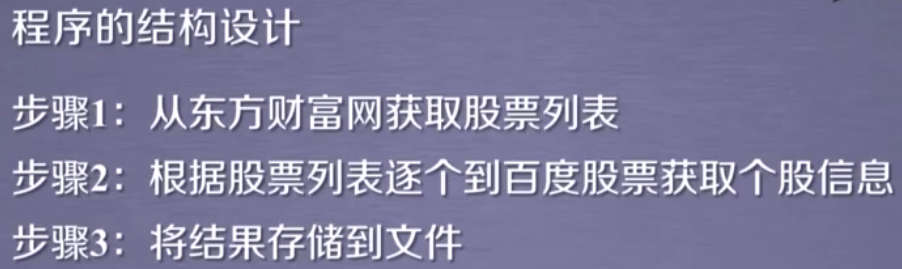 程序的结构设计
步骤1：从东方财富网获取股票列表
步骤2：根据股票列表逐个到百度股票获取个股信息
步骤3：将结果存储到文件